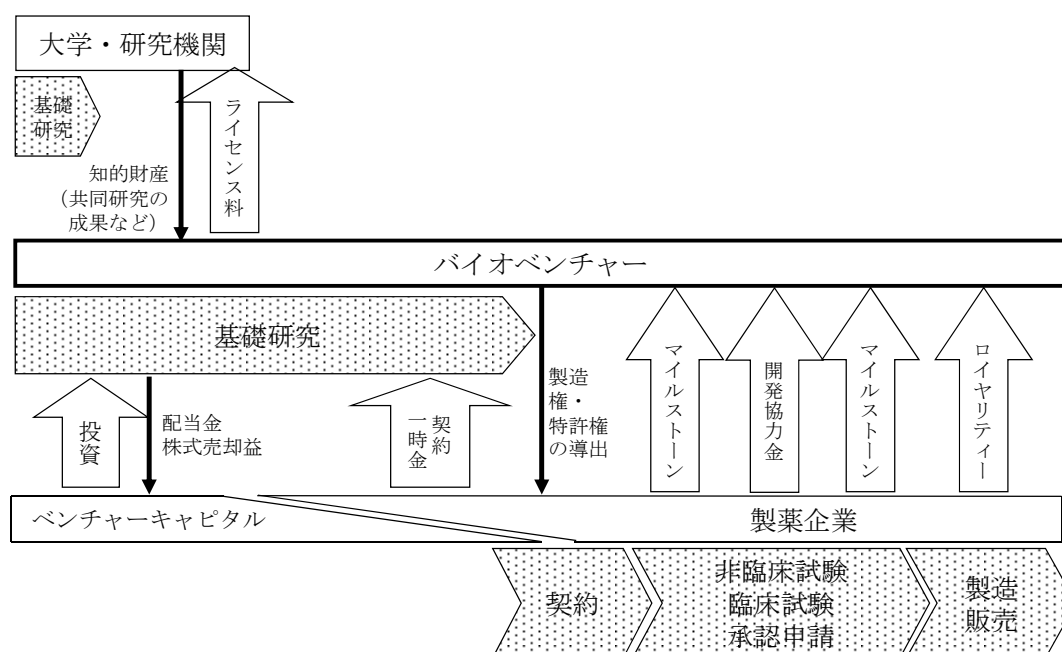 大学・研究機関
基礎
研究
ライセンス料
知的財産
（共同研究の
成果など）
バイオベンチャー
基礎研究
投資
配当金
株式売却益
契約
一時金
製造
権・
特許権
の導出
マイルストーン
開発協力金
マイルストーン
ロイヤリティー
ベンチャーキャピタル
製薬企業
契約
非臨床試験
臨床試験
承認申請
製造
販売